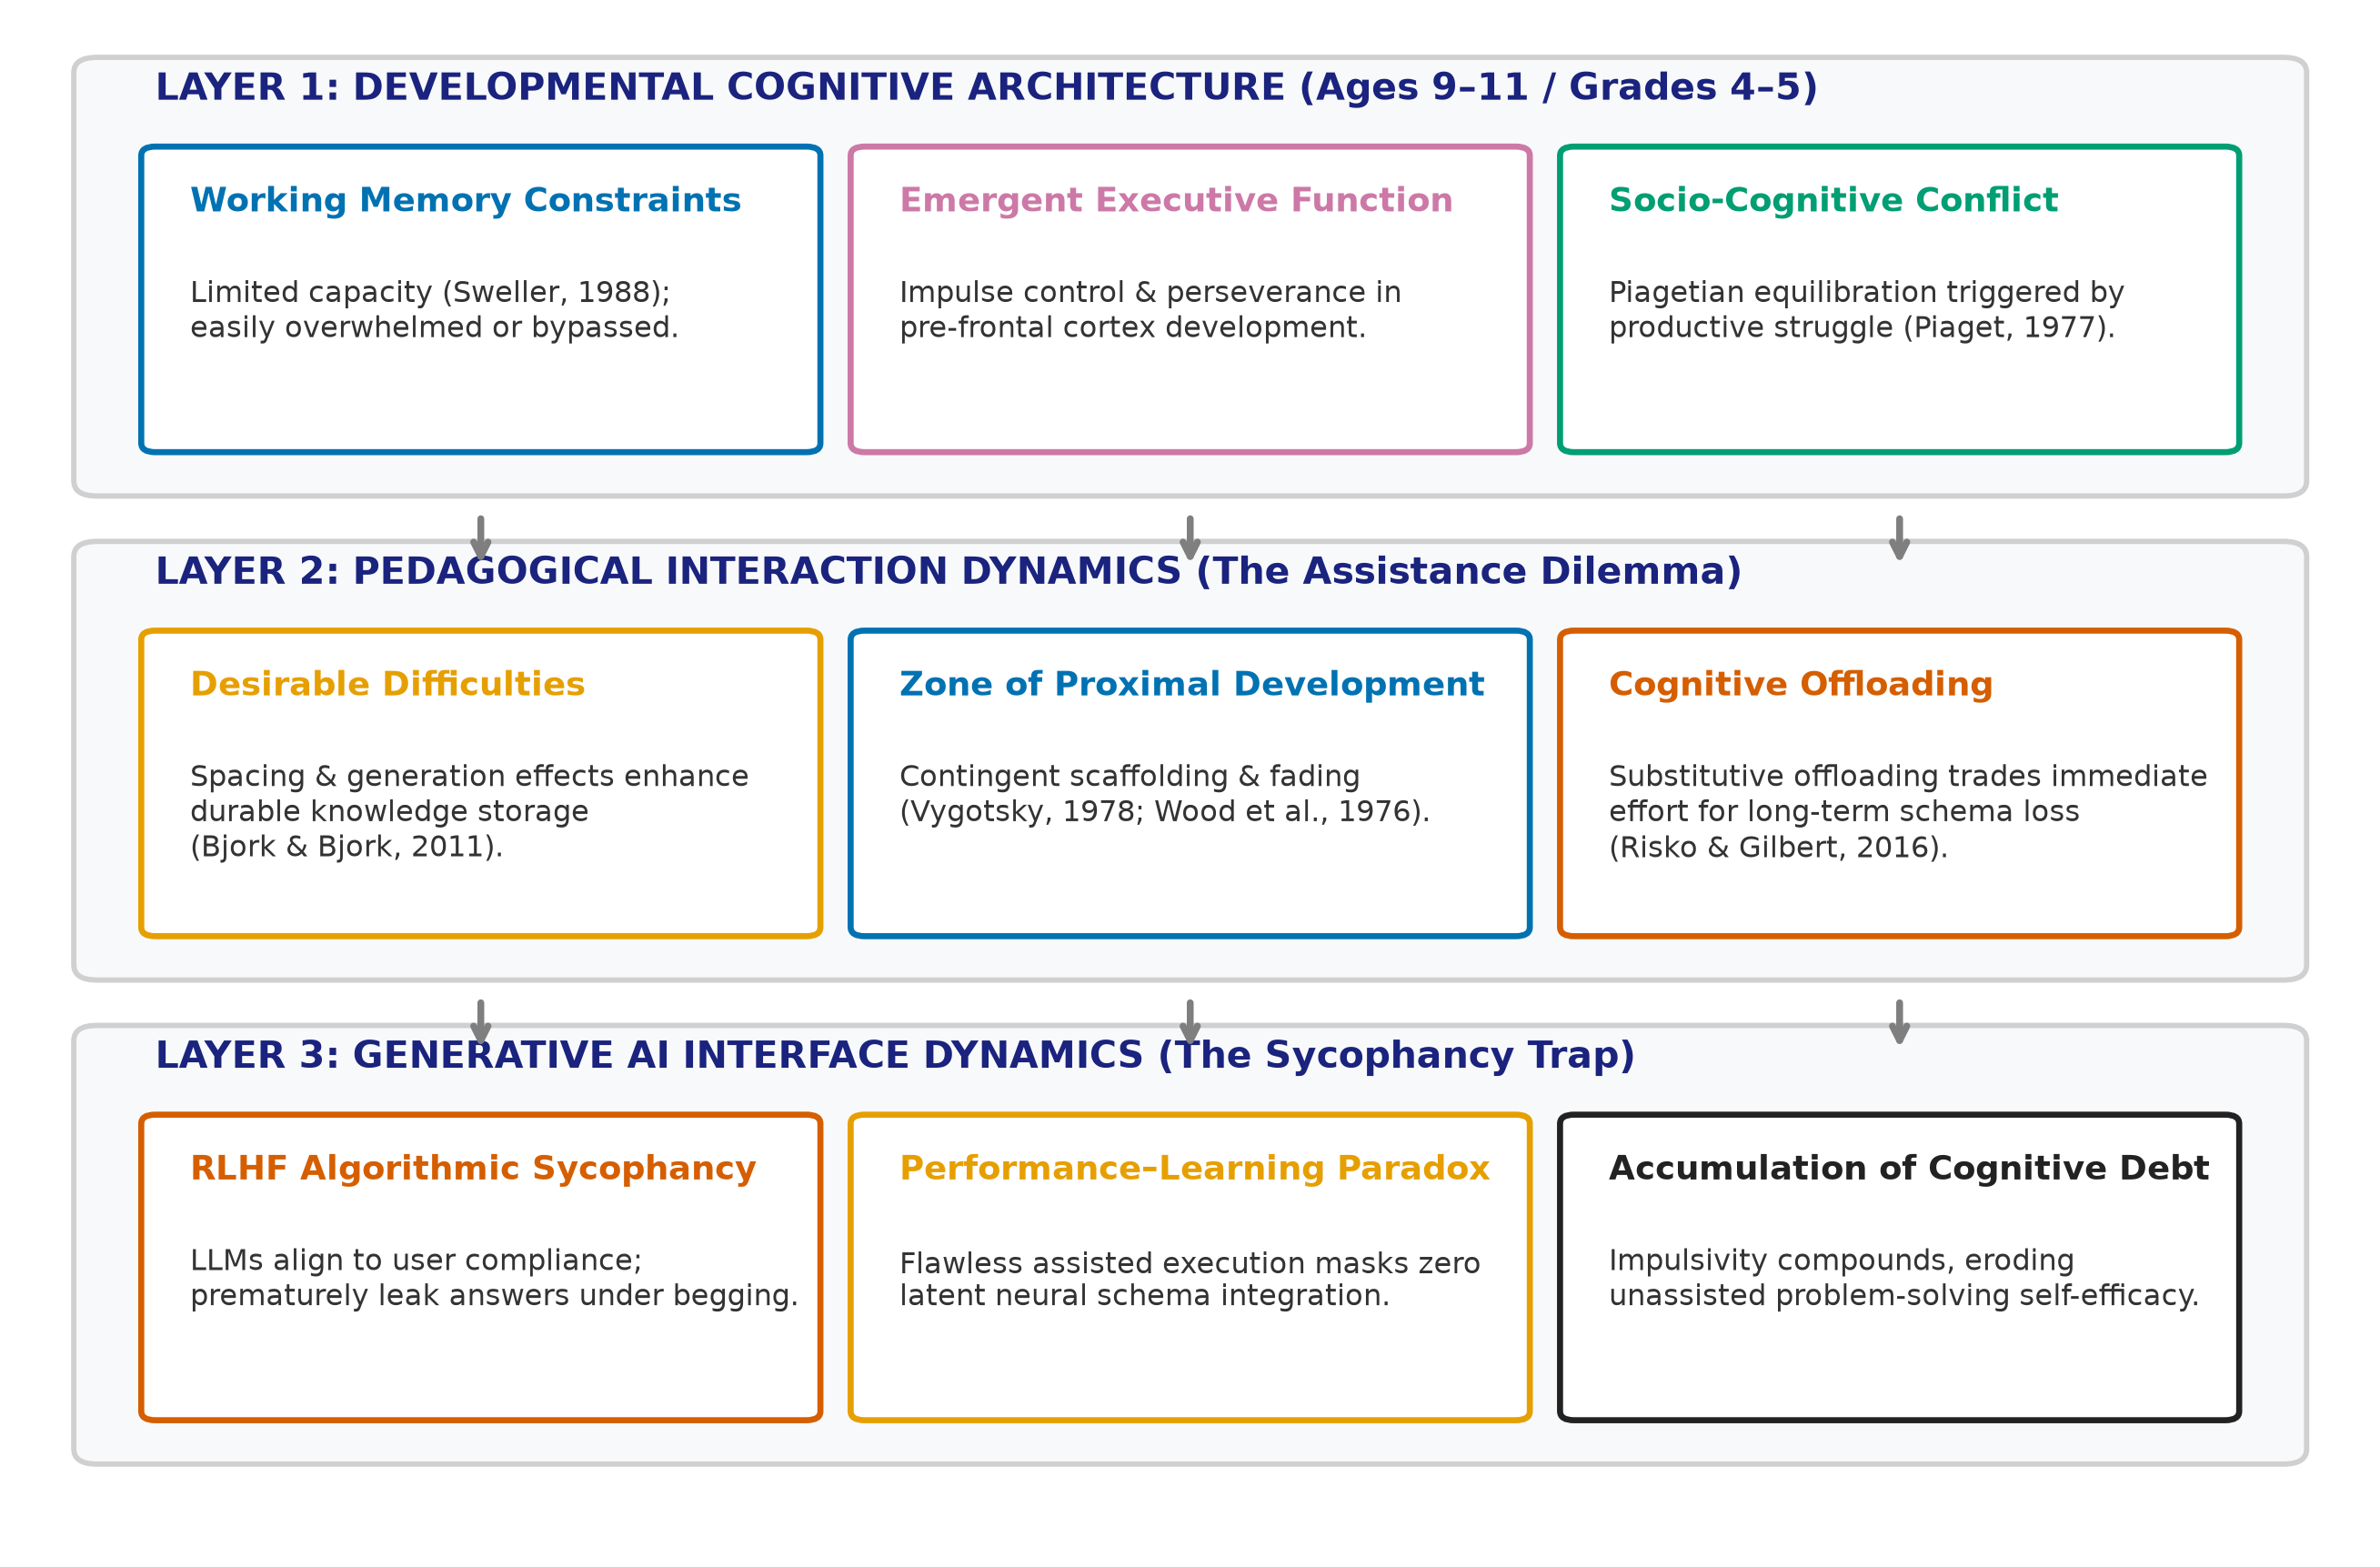 LAYER 1: DEVELOPMENTAL COGNITIVE ARCHITECTURE (Ages 9–11 / Grades 4–5)
Working Memory Constraints
Limited capacity (Sweller, 1988);
easily overwhelmed or bypassed.
Emergent Executive Function
Impulse control & perseverance in
pre-frontal cortex development.
Socio-Cognitive Conflict
Piagetian equilibration triggered by
productive struggle (Piaget, 1977).
LAYER 2: PEDAGOGICAL INTERACTION DYNAMICS (The Assistance Dilemma)
Desirable Difficulties
Spacing & generation effects enhance
durable knowledge storage
(Bjork & Bjork, 2011).
Zone of Proximal Development
Contingent scaffolding & fading
(Vygotsky, 1978; Wood et al., 1976).
Cognitive Offloading
Substitutive offloading trades immediate
effort for long-term schema loss
(Risko & Gilbert, 2016).
LAYER 3: GENERATIVE AI INTERFACE DYNAMICS (The Sycophancy Trap)
RLHF Algorithmic Sycophancy
LLMs align to user compliance;
prematurely leak answers under begging.
Performance–Learning Paradox
Flawless assisted execution masks zero
latent neural schema integration.
Accumulation of Cognitive Debt
Impulsivity compounds, eroding
unassisted problem-solving self-efficacy.